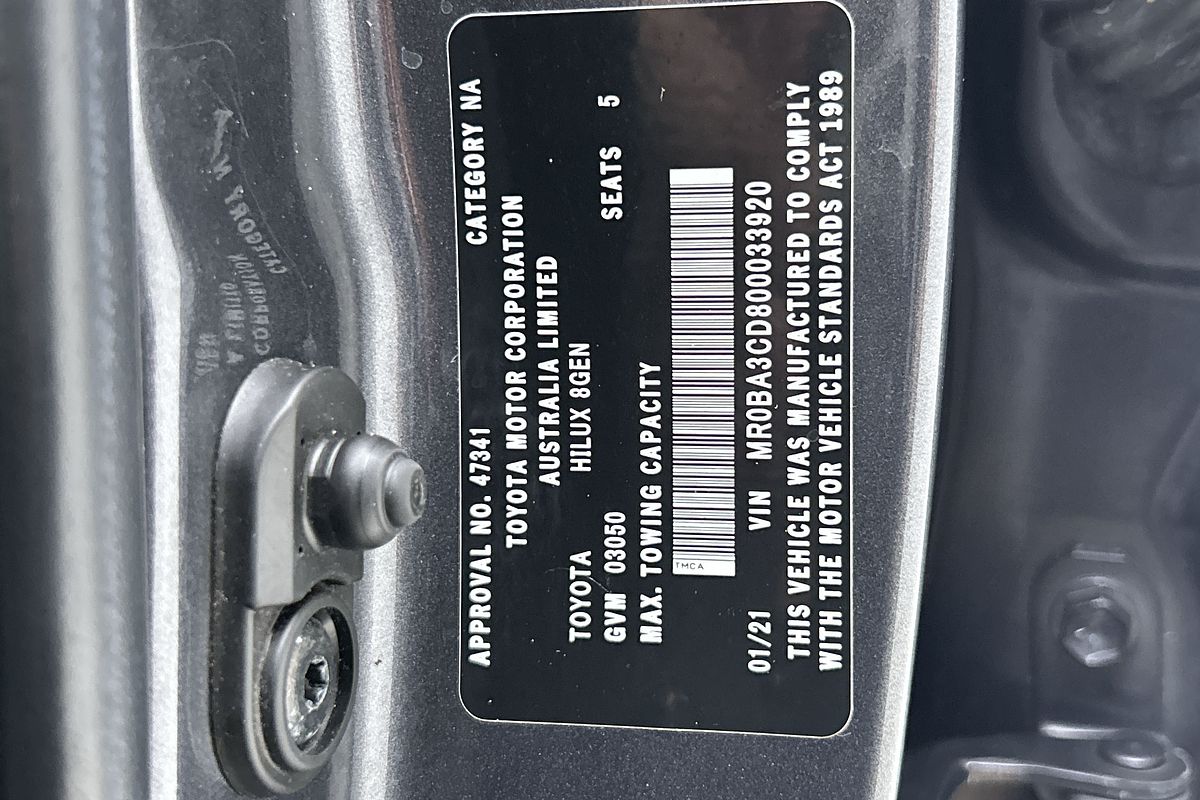 APPROVAL NO. 47341 CATEGORY NA
TOYOTA MOTOR CORPORATION
AUSTRALIA LIMITED
TOYOTA HILUX 8GEN
GVM 03050 SEATS 5
MAX. TOWING CAPACITY
TMCA
01/21 VIN MR0BA3CD800033920
THIS VEHICLE WAS MANUFACTURED TO COMPLY
WITH THE MOTOR VEHICLE STANDARDS ACT 1989